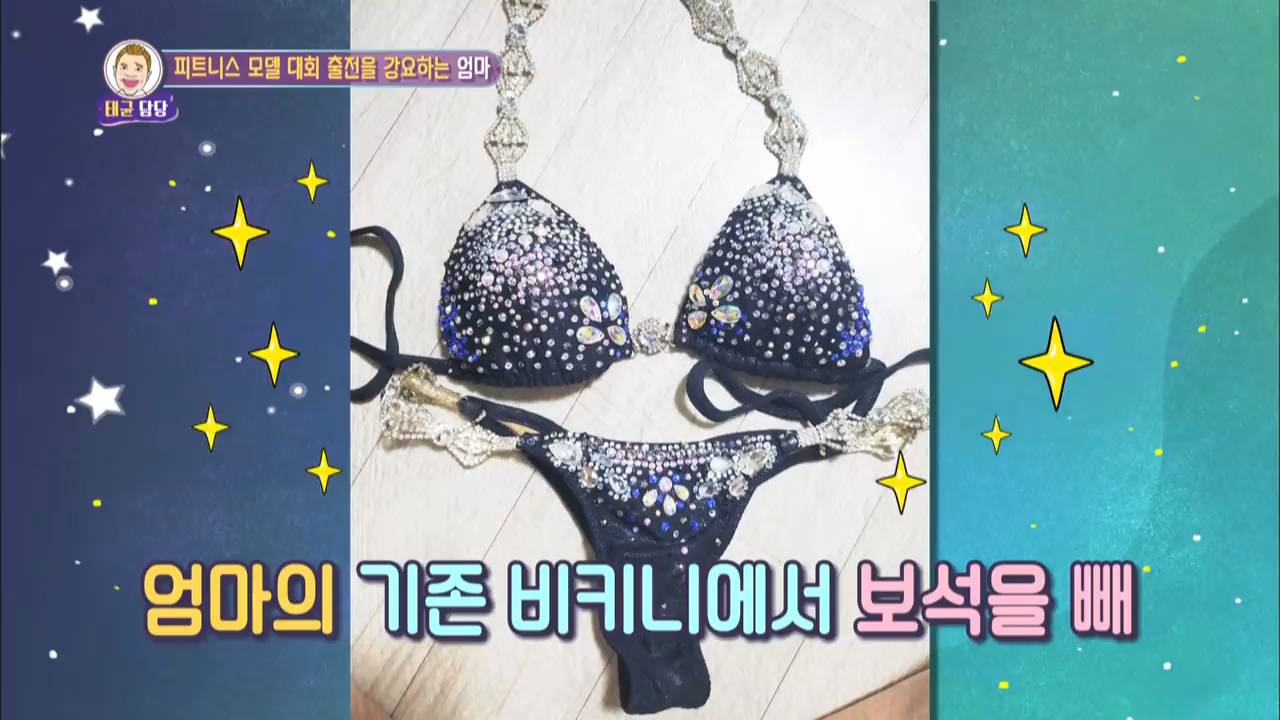 피트니스 모델 대회 출전을 강요하는 엄마
태균 담당
엄마의 기존 비키니에서 보석을 빼